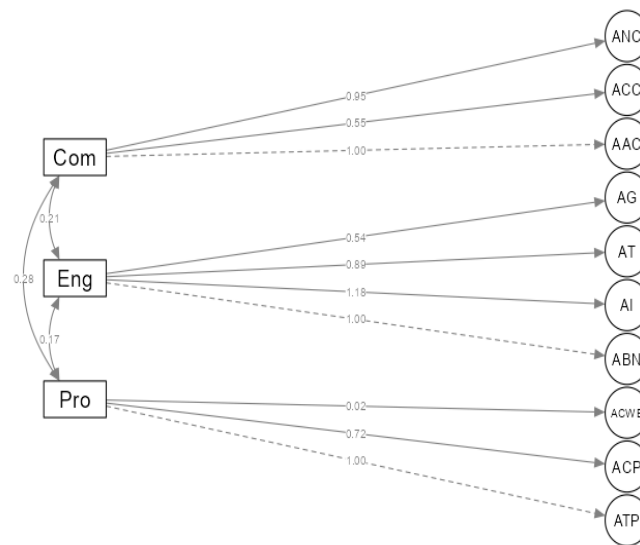 ANC
0.95
ACC
0.55
AAC
1.00
Com
0.21
AG
0.54
AT
0.89
Eng
0.28
AI
1.18
ABN
1.00
0.17
Pro
ACWE
0.02
ACP
0.72
ATP
1.00